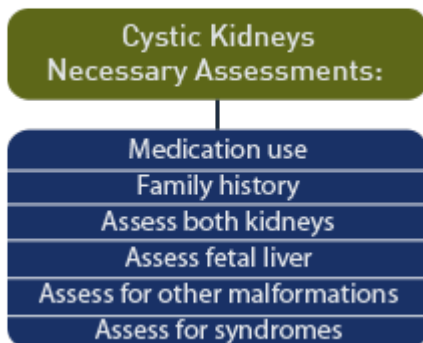 Cystic Kidneys
Necessary Assessments:
Medication use
Family history
Assess both kidneys
Assess fetal liver
Assess for other malformations
Assess for syndromes